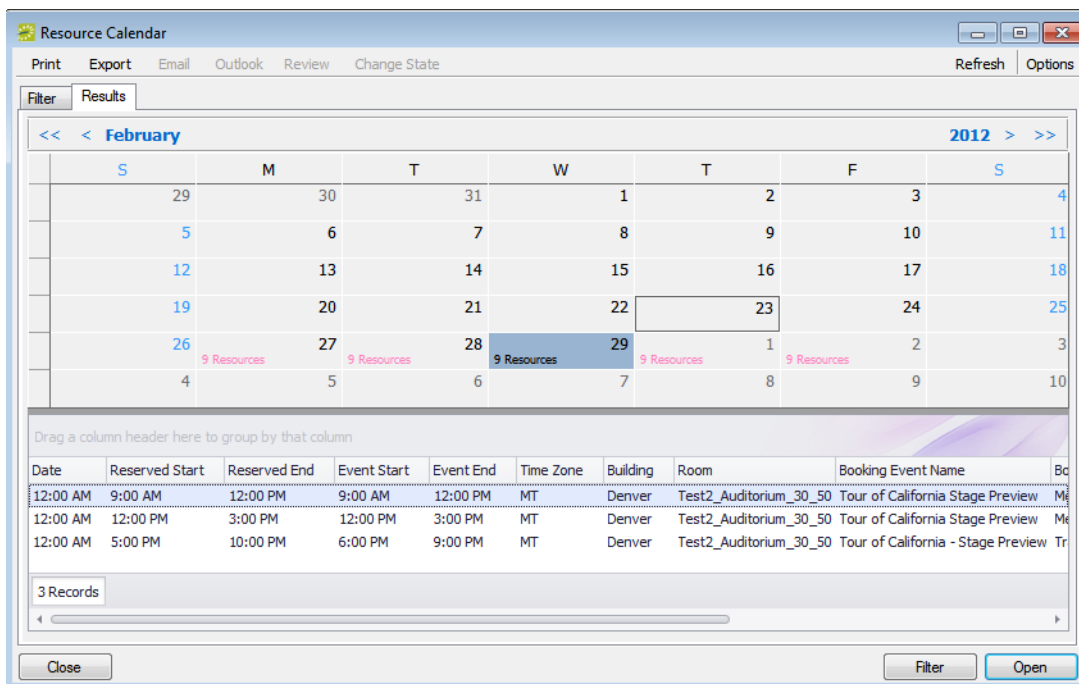 Resource Calendar
Print Export Email Outlook Review Change State Refresh Options
Filter Results
<< < February 2012 > >>
S M T W T F S
29 30 31 1 2 3 4
5 6 7 8 9 10 11
12 13 14 15 16 17 18
19 20 21 22 23 24 25
26 27 28 29 1 2 3
9 Resources 9 Resources 9 Resources 9 Resources 9 Resources
4 5 6 7 8 9 10
Drag a column header here to group by that column
Date Reserved Start Reserved End Event Start Event End Time Zone Building Room Booking Event Name Bo
12:00 AM 9:00 AM 12:00 PM 9:00 AM 12:00 PM MT Denver Test2_Auditorium_30_50 Tour of California Stage Preview Me
12:00 AM 12:00 PM 3:00 PM 12:00 PM 3:00 PM MT Denver Test2_Auditorium_30_50 Tour of California Stage Preview Me
12:00 AM 5:00 PM 10:00 PM 6:00 PM 9:00 PM MT Denver Test2_Auditorium_30_50 Tour of California - Stage Preview Tr
3 Records
Close Filter Open